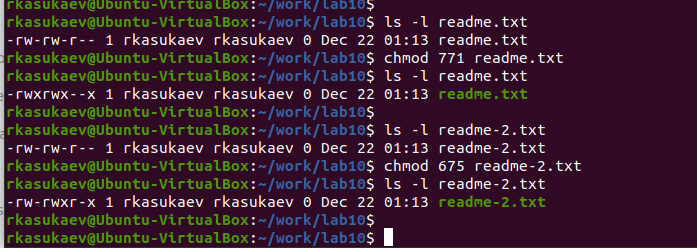 rkasukaev@Ubuntu-VirtualBox:~/work/lab10$
rkasukaev@Ubuntu-VirtualBox:~/work/lab10$ ls -l readme.txt
-rw-rw-r-- 1 rkasukaev rkasukaev 0 Dec 22 01:13 readme.txt
rkasukaev@Ubuntu-VirtualBox:~/work/lab10$ chmod 771 readme.txt
rkasukaev@Ubuntu-VirtualBox:~/work/lab10$ ls -l readme.txt
-rwxrwx--x 1 rkasukaev rkasukaev 0 Dec 22 01:13 readme.txt
rkasukaev@Ubuntu-VirtualBox:~/work/lab10$
rkasukaev@Ubuntu-VirtualBox:~/work/lab10$ ls -l readme-2.txt
-rw-rw-r-- 1 rkasukaev rkasukaev 0 Dec 22 01:13 readme-2.txt
rkasukaev@Ubuntu-VirtualBox:~/work/lab10$ chmod 675 readme-2.txt
rkasukaev@Ubuntu-VirtualBox:~/work/lab10$ ls -l readme-2.txt
-rw-rwxr-x 1 rkasukaev rkasukaev 0 Dec 22 01:13 readme-2.txt
rkasukaev@Ubuntu-VirtualBox:~/work/lab10$
rkasukaev@Ubuntu-VirtualBox:~/work/lab10$